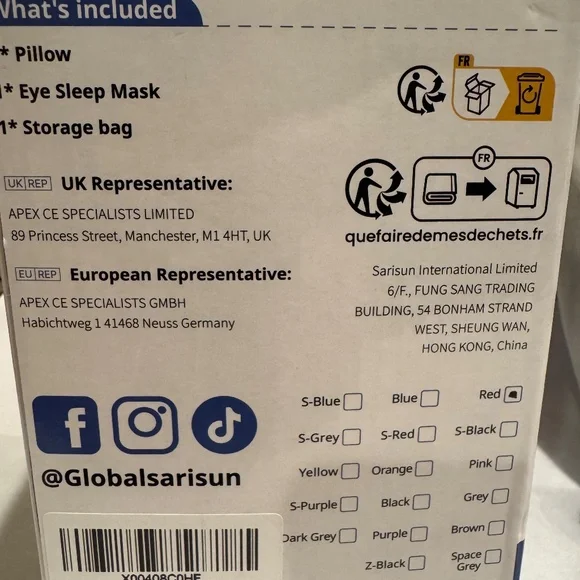 What's included
* Pillow
1* Eye Sleep Mask
1* Storage bag
FR
UK REP UK Representative:
APEX CE SPECIALISTS LIMITED
89 Princess Street, Manchester, M1 4HT, UK
FR
quefairedemesdechets.fr
EU REP European Representative:
APEX CE SPECIALISTS GMBH
Habichtweg 1 41468 Neuss Germany
Sarisun International Limited
6/F., FUNG SANG TRADING
BUILDING, 54 BONHAM STRAND
WEST, SHEUNG WAN,
HONG KONG, China
@Globalsarisun
S-Blue Blue Red
S-Grey S-Red S-Black
Yellow Orange Pink
S-Purple Black Grey
Dark Grey Purple Brown
Z-Black Space
Grey
X00408C0HF